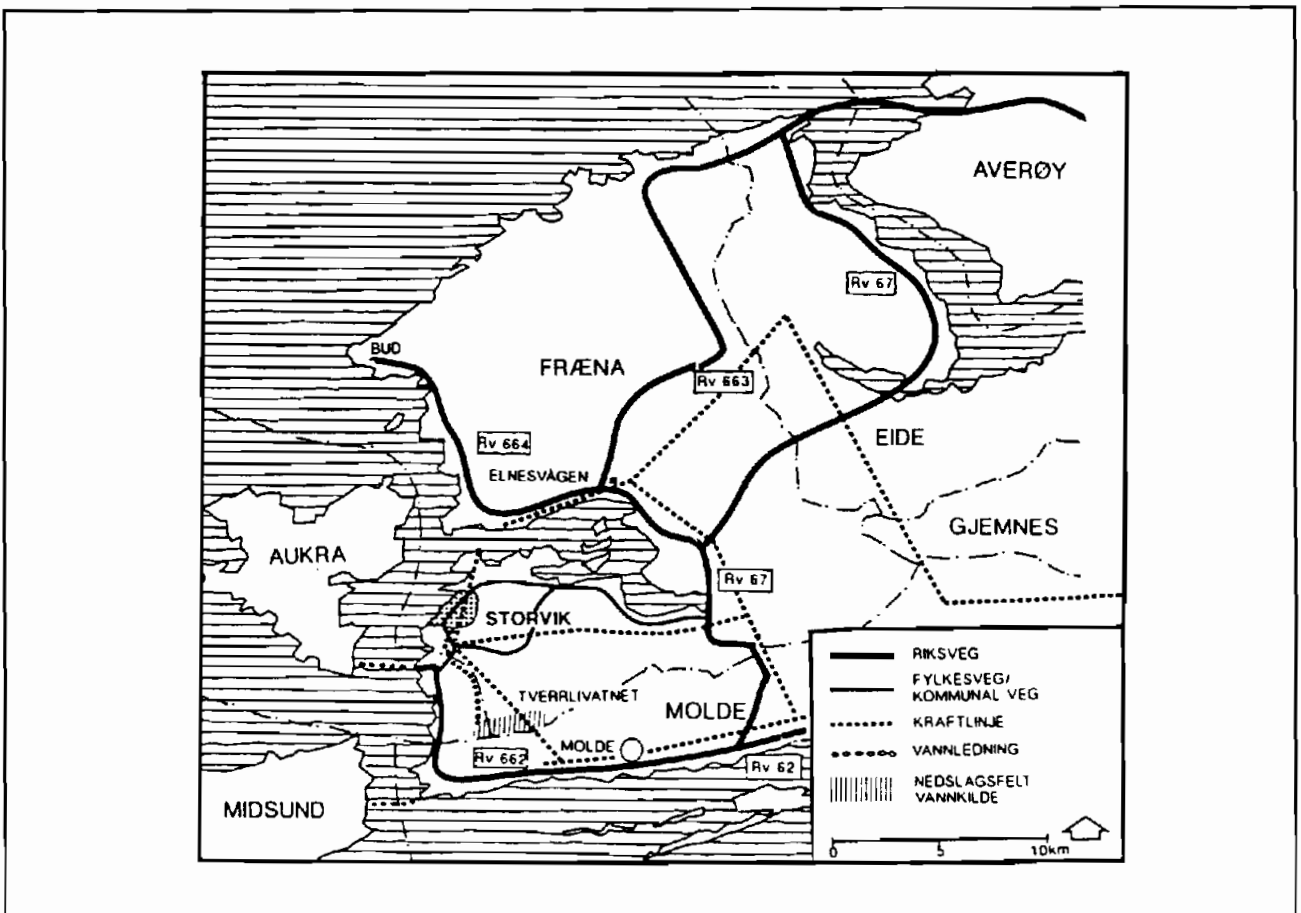 AVERØY
Rv 67
BUD
FRÆNA
Rv 663
Rv 664
EIDE
ELNESVÅGEN
GJEMNES
AUKRA
Rv 67
STORVIK
TVERRLIVATNET
MOLDE
MOLDE
Rv 662
Rv 62
MIDSUND
RIKSVEG
FYLKESVEG/
KOMMUNAL VEG
KRAFTLINJE
VANNLEDNING
NEDSLAGSFELT
VANNKILDE
0 5 10km